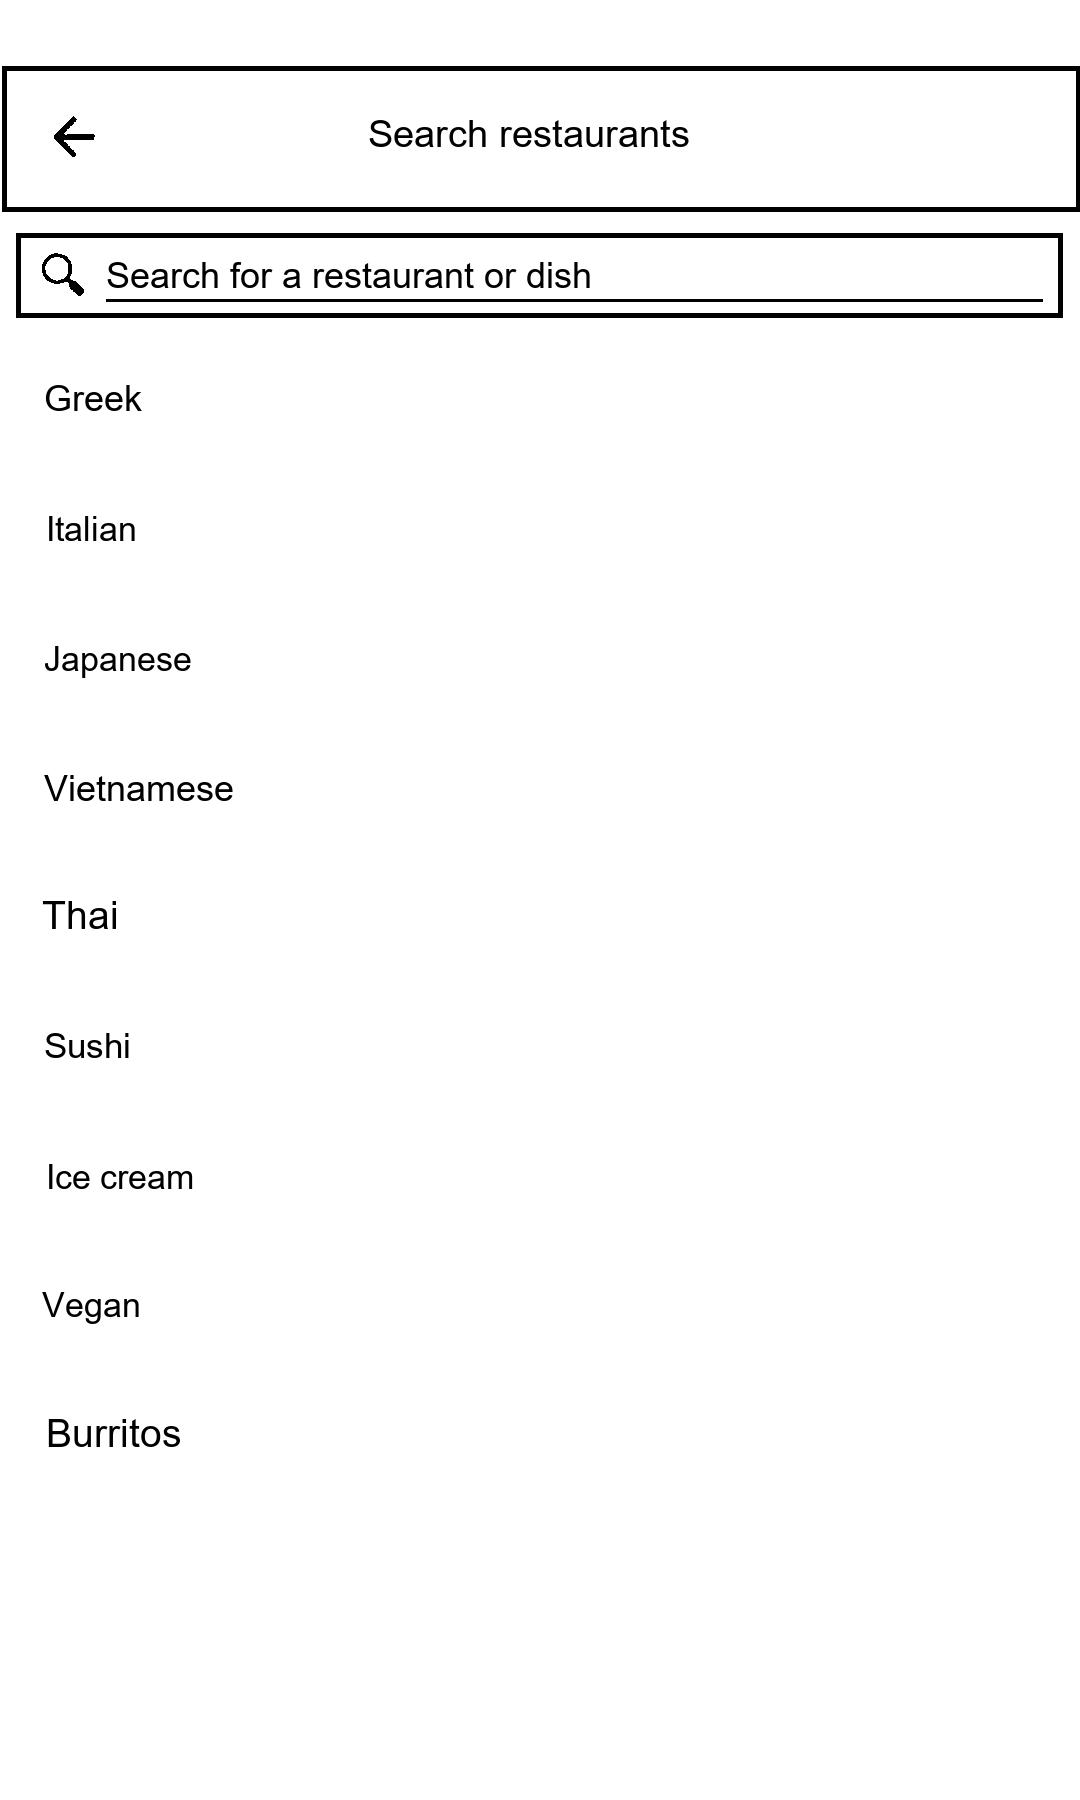 Search restaurants
Search for a restaurant or dish
Greek
Italian
Japanese
Vietnamese
Thai
Sushi
Ice cream
Vegan
Burritos